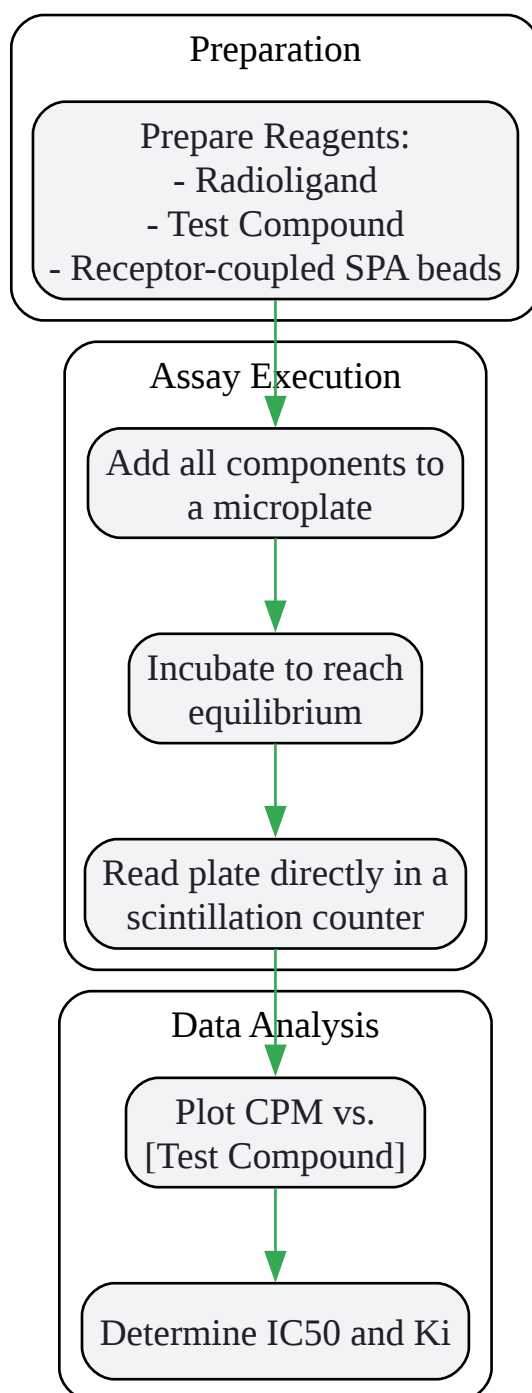 Preparation
Prepare Reagents:
- Radioligand
- Test Compound
- Receptor-coupled SPA beads
Assay Execution
Add all components to
a microplate
Incubate to reach
equilibrium
Read plate directly in a
scintillation counter
Data Analysis
Plot CPM vs.
[Test Compound]
Determine IC50 and Ki